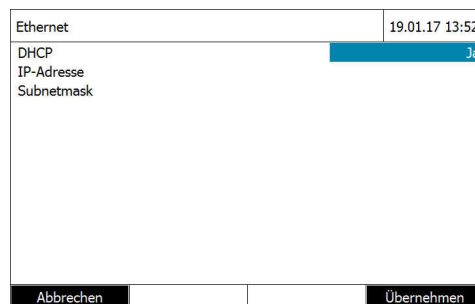 Ethernet 19.01.17 13:52
DHCP Ja
IP-Adresse
Subnetmask
Abbrechen Übernehmen